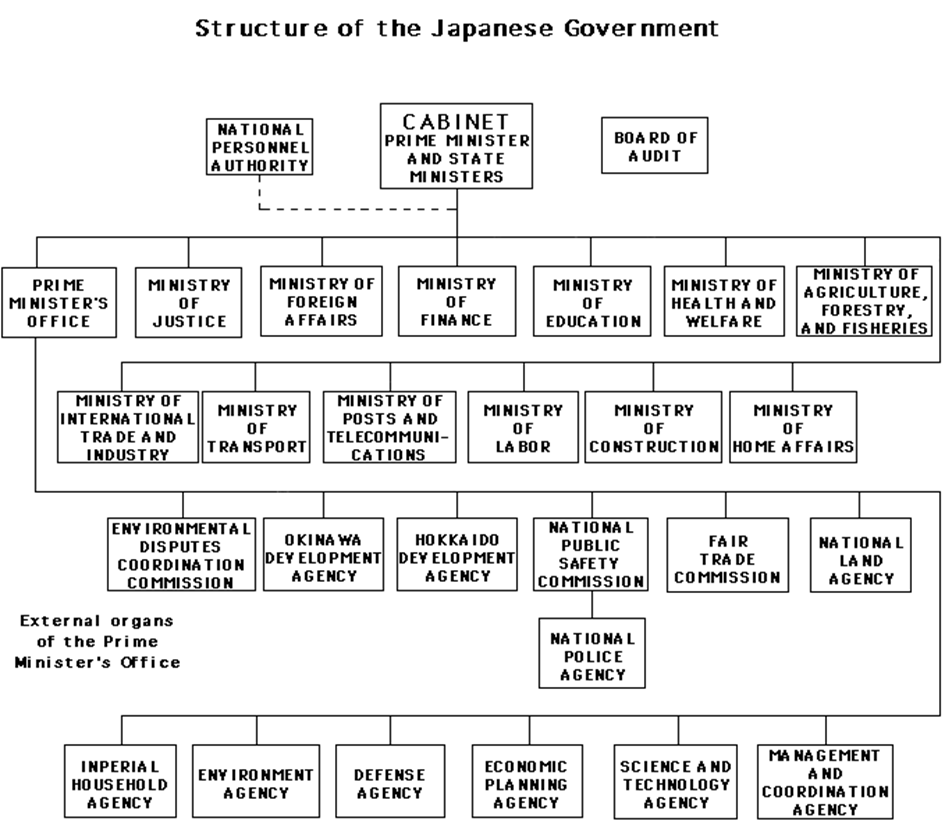 Structure of the Japanese Government
NATIONAL
PERSONNEL
AUTHORITY
CABINET
PRIME MINISTER
AND STATE
MINISTERS
BOARD OF
AUDIT
PRIME
MINISTER'S
OFFICE
MINISTRY
OF
JUSTICE
MINISTRY OF
FOREIGN
AFFAIRS
MINISTRY
OF
FINANCE
MINISTRY
OF
EDUCATION
MINISTRY OF
HEALTH AND
WELFARE
MINISTRY OF
AGRICULTURE,
FORESTRY,
AND FISHERIES
MINISTRY OF
INTERNATIONAL
TRADE AND
INDUSTRY
MINISTRY
OF
TRANSPORT
MINISTRY OF
POSTS AND
TELECOMMUNI-
CATIONS
MINISTRY
OF
LABOR
MINISTRY
OF
CONSTRUCTION
MINISTRY
OF
HOME AFFAIRS
ENVIRONMENTAL
DISPUTES
COORDINATION
COMMISSION
OKINAWA
DEVELOPMENT
AGENCY
HOKKAIDO
DEVELOPMENT
AGENCY
NATIONAL
PUBLIC
SAFETY
COMMISSION
FAIR
TRADE
COMMISSION
NATIONAL
LAND
AGENCY
External organs
of the Prime
Minister's Office
NATIONAL
POLICE
AGENCY
INPERIAL
HOUSEHOLD
AGENCY
ENVIRONMENT
AGENCY
DEFENSE
AGENCY
ECONOMIC
PLANNING
AGENCY
SCIENCE AND
TECHNOLOGY
AGENCY
MANAGEMENT
AND
COORDINATION
AGENCY